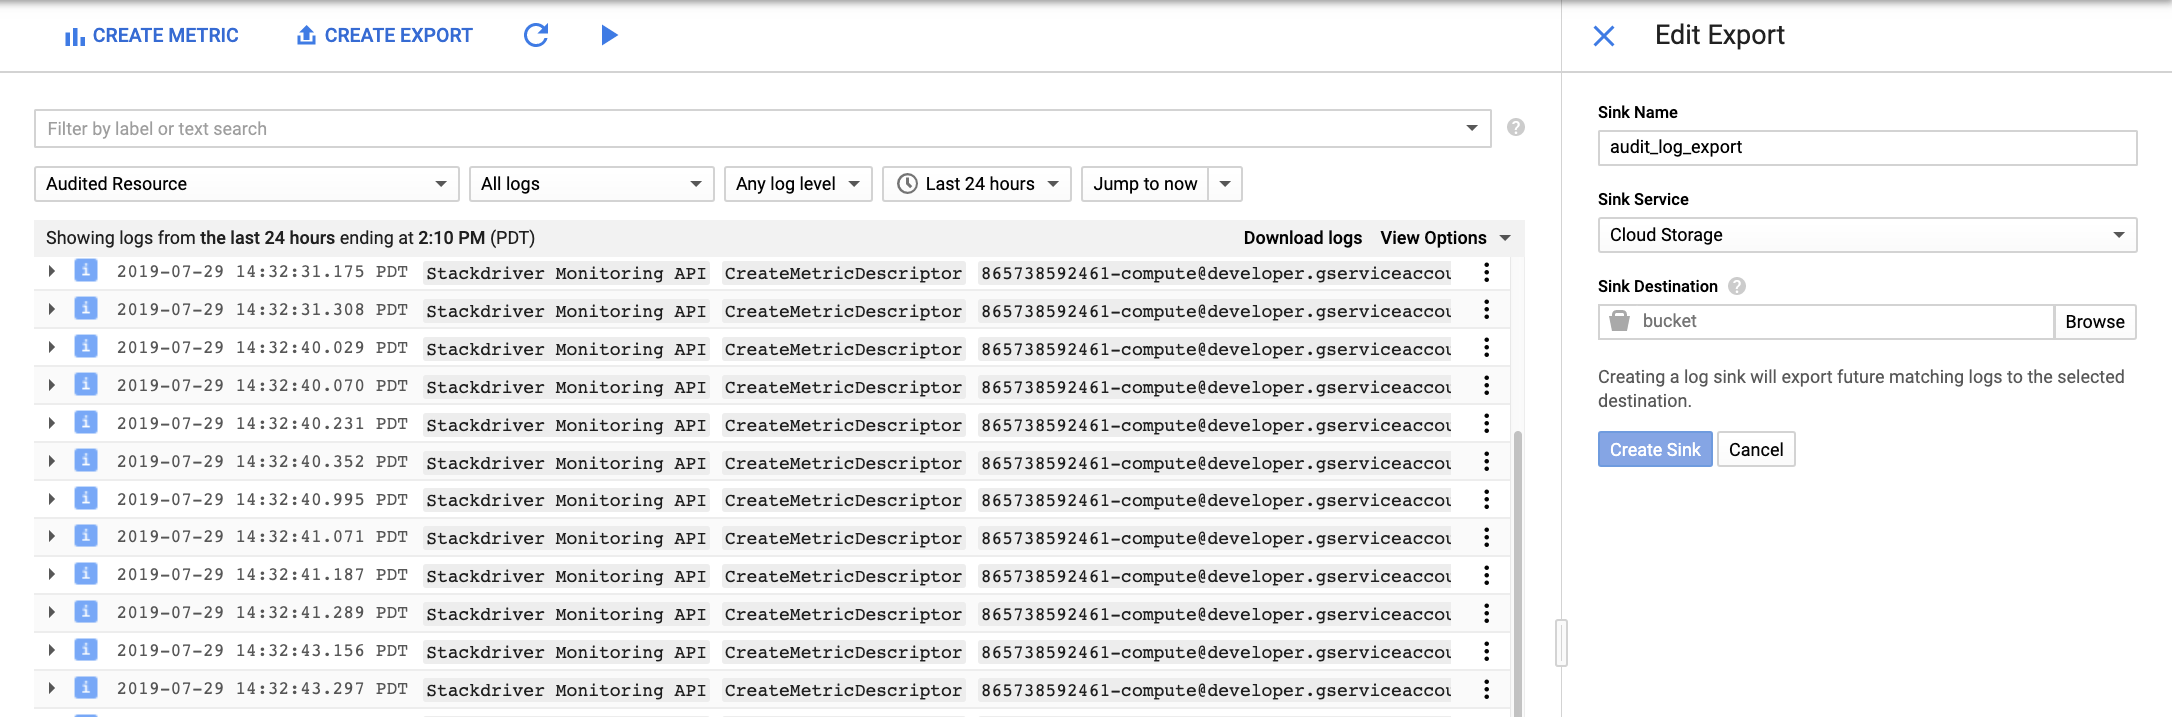 CREATE METRIC CREATE EXPORT
Filter by label or text search ?
Audited Resource All logs Any log level Last 24 hours Jump to now
Showing logs from the last 24 hours ending at 2:10 PM (PDT) Download logs View Options
i 2019-07-29 14:32:31.175 PDT Stackdriver Monitoring API CreateMetricDescriptor 865738592461-compute@developer.gserviceaccou
i 2019-07-29 14:32:31.308 PDT Stackdriver Monitoring API CreateMetricDescriptor 865738592461-compute@developer.gserviceaccou
i 2019-07-29 14:32:40.029 PDT Stackdriver Monitoring API CreateMetricDescriptor 865738592461-compute@developer.gserviceaccou
i 2019-07-29 14:32:40.070 PDT Stackdriver Monitoring API CreateMetricDescriptor 865738592461-compute@developer.gserviceaccou
i 2019-07-29 14:32:40.231 PDT Stackdriver Monitoring API CreateMetricDescriptor 865738592461-compute@developer.gserviceaccou
i 2019-07-29 14:32:40.352 PDT Stackdriver Monitoring API CreateMetricDescriptor 865738592461-compute@developer.gserviceaccou
i 2019-07-29 14:32:40.995 PDT Stackdriver Monitoring API CreateMetricDescriptor 865738592461-compute@developer.gserviceaccou
i 2019-07-29 14:32:41.071 PDT Stackdriver Monitoring API CreateMetricDescriptor 865738592461-compute@developer.gserviceaccou
i 2019-07-29 14:32:41.187 PDT Stackdriver Monitoring API CreateMetricDescriptor 865738592461-compute@developer.gserviceaccou
i 2019-07-29 14:32:41.289 PDT Stackdriver Monitoring API CreateMetricDescriptor 865738592461-compute@developer.gserviceaccou
i 2019-07-29 14:32:43.156 PDT Stackdriver Monitoring API CreateMetricDescriptor 865738592461-compute@developer.gserviceaccou
i 2019-07-29 14:32:43.297 PDT Stackdriver Monitoring API CreateMetricDescriptor 865738592461-compute@developer.gserviceaccou
Edit Export
Sink Name
audit_log_export
Sink Service
Cloud Storage
Sink Destination ?
bucket Browse
Creating a log sink will export future matching logs to the selected
destination.
Create Sink Cancel